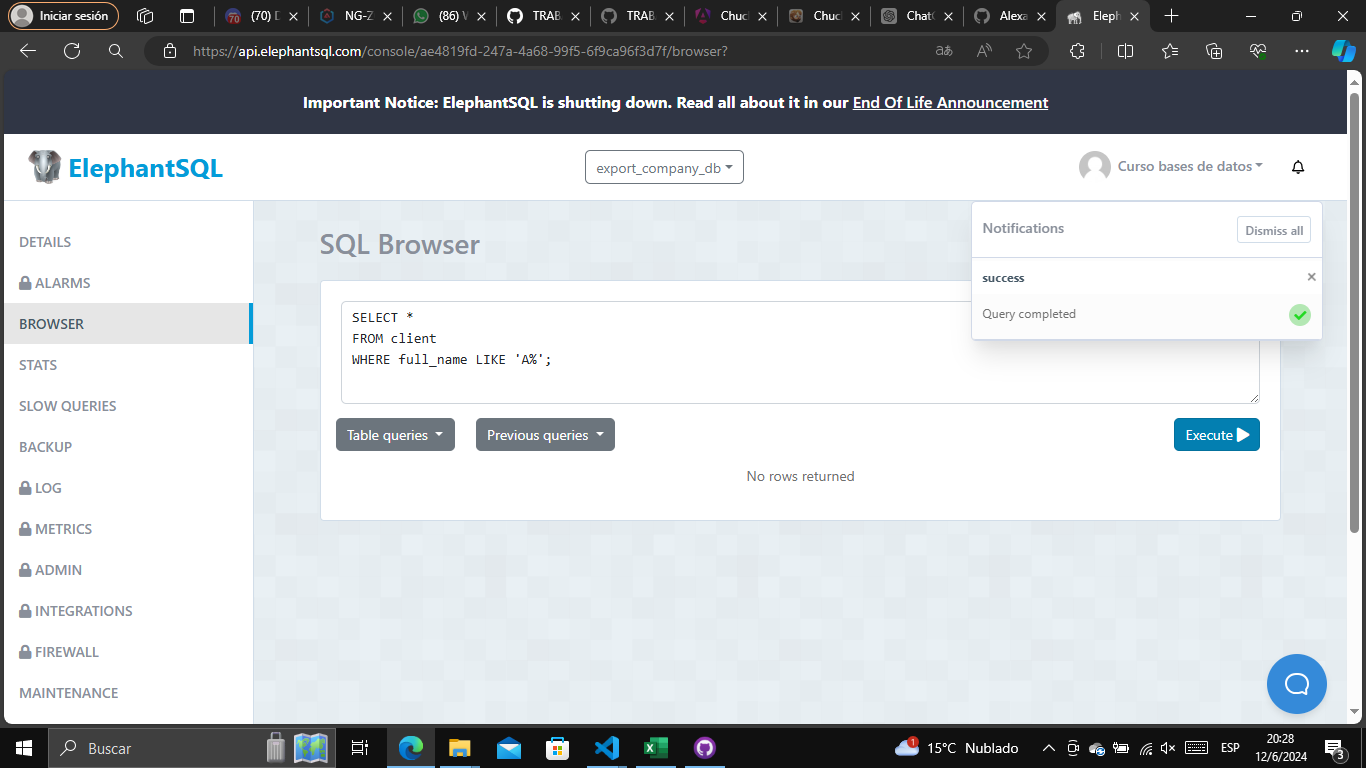 Iniciar sesión
(70) D
NG-Z
(86) V
TRAB
TRAB
Chuc
Chuc
Chat
Alexa
Eleph
https://api.elephantsql.com/console/ae4819fd-247a-4a68-99f5-6f9ca96f3d7f/browser?
Important Notice: ElephantSQL is shutting down. Read all about it in our End Of Life Announcement
ElephantSQL
export_company_db
Curso bases de datos
DETAILS
ALARMS
BROWSER
STATS
SLOW QUERIES
BACKUP
LOG
METRICS
ADMIN
INTEGRATIONS
FIREWALL
MAINTENANCE
SQL Browser
Notifications
Dismiss all
success
Query completed
SELECT *
FROM client
WHERE full_name LIKE 'A%';
Table queries
Previous queries
Execute
No rows returned
Buscar
1
15°C Nublado
ESP
20:28
12/6/2024
3